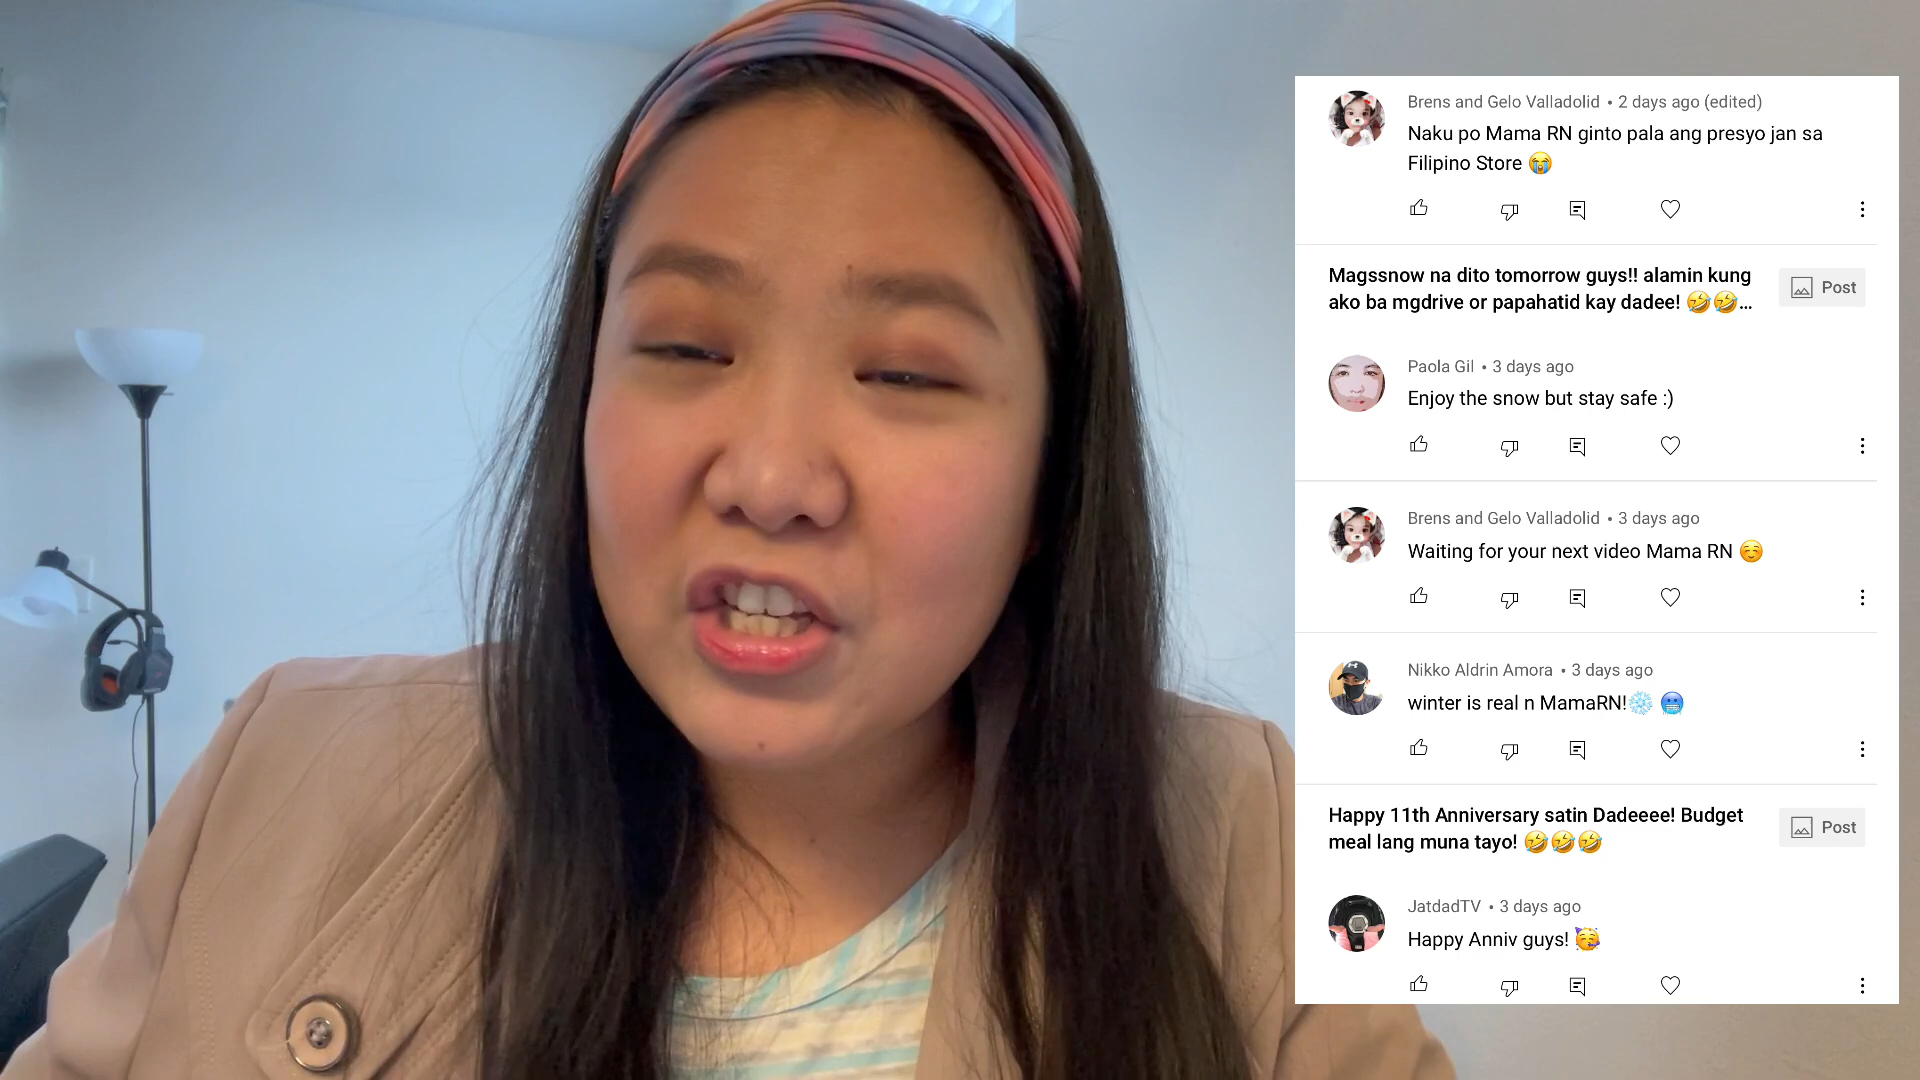 Brens and Gelo Valladolid • 2 days ago (edited)
Naku po Mama RN ginto pala ang presyo jan sa
Filipino Store 😭
Magssnow na dito tomorrow guys!! alamin kung
ako ba mgdrive or papahatid kay dadee! 🤣🤣...
Post
Paola Gil • 3 days ago
Enjoy the snow but stay safe :)
Brens and Gelo Valladolid • 3 days ago
Waiting for your next video Mama RN ☺️
Nikko Aldrin Amora • 3 days ago
winter is real n MamaRN!❄️ 🥶
Happy 11th Anniversary satin Dadeeee! Budget
meal lang muna tayo! 🤣🤣🤣
Post
JatdadTV • 3 days ago
Happy Anniv guys! 🥳